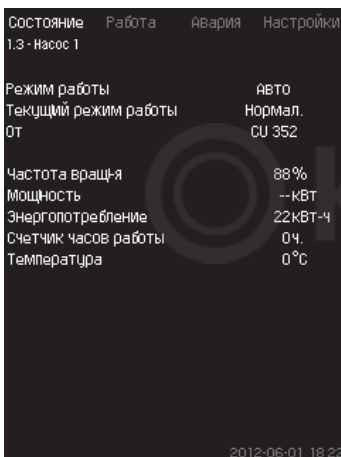 Состояние Работа Авария Настройки
1.3 - Насос 1
Режим работы АВТО
Текущий режим работы Нормал.
От CU 352
Частота вращ-я 88%
Мощность --кВт
Энергопотребление 22кВт-ч
Счетчик часов работы 0ч.
Температура 0°C
2012-06-01 18:22